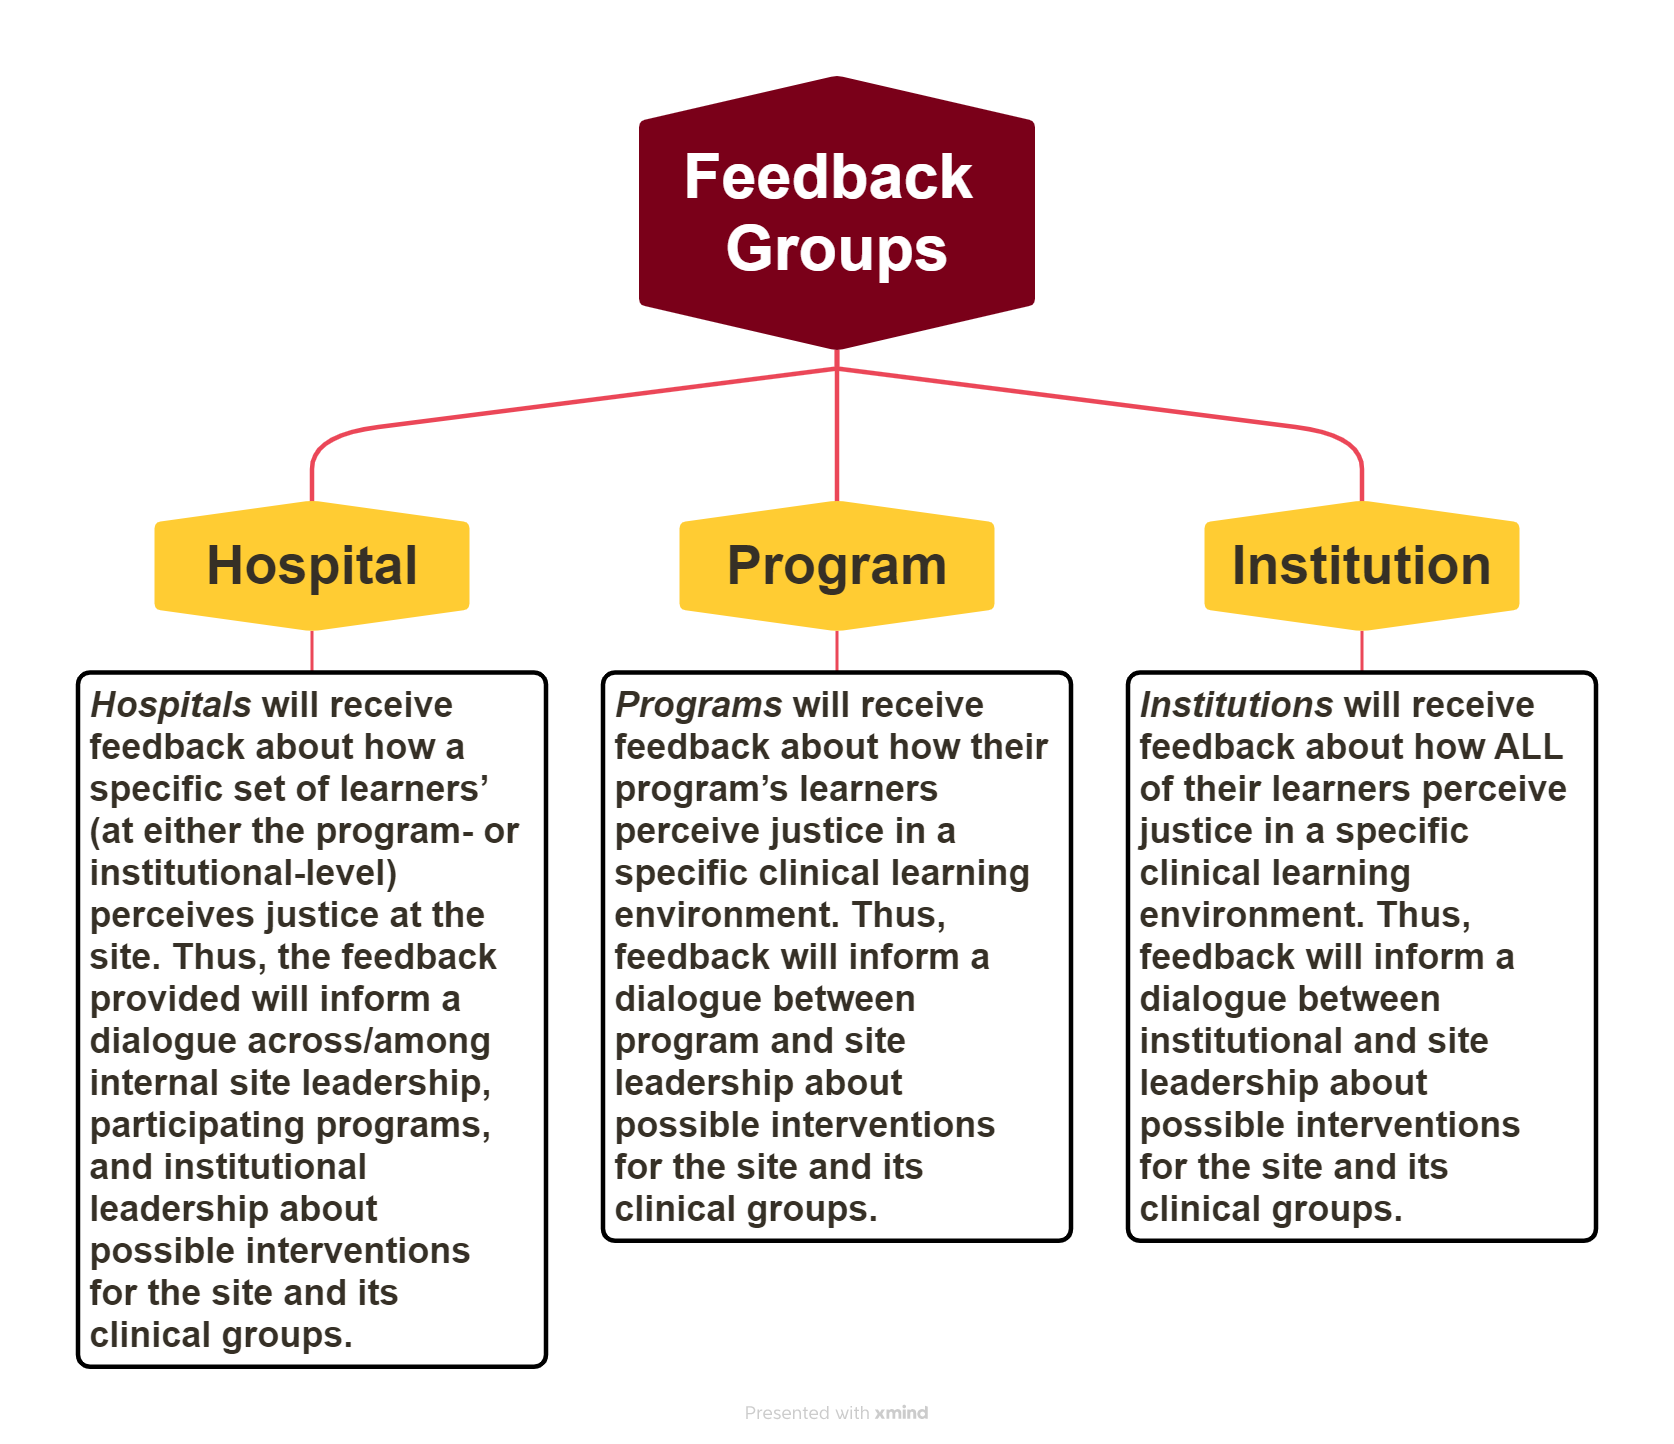 Feedback
Groups
Hospital
Program
Institution
Hospitals will receive
feedback about how a
specific set of learners’
(at either the program- or
institutional-level)
perceives justice at the
site. Thus, the feedback
provided will inform a
dialogue across/among
internal site leadership,
participating programs,
and institutional
leadership about
possible interventions
for the site and its
clinical groups.
Programs will receive
feedback about how their
program’s learners
perceive justice in a
specific clinical learning
environment. Thus,
feedback will inform a
dialogue between
program and site
leadership about
possible interventions
for the site and its
clinical groups.
Institutions will receive
feedback about how ALL
of their learners perceive
justice in a specific
clinical learning
environment. Thus,
feedback will inform a
dialogue between
institutional and site
leadership about
possible interventions
for the site and its
clinical groups.
Presented with xmind